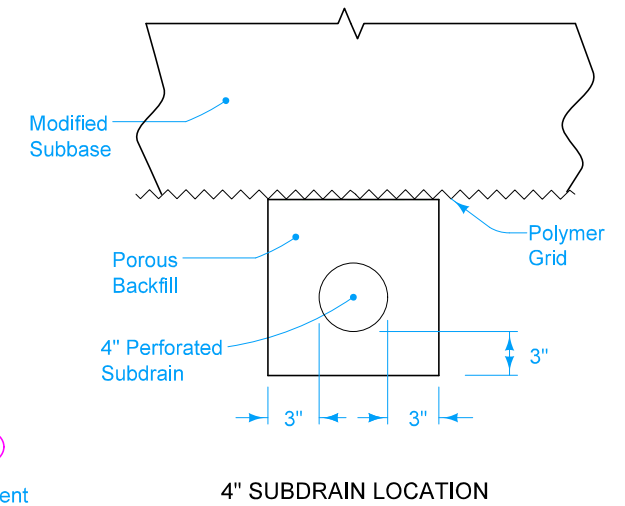 Modified
Subbase
Polymer
Grid
Porous
Backfill
4" Perforated
Subdrain
3"
3"
3"
ent
4" SUBDRAIN LOCATION